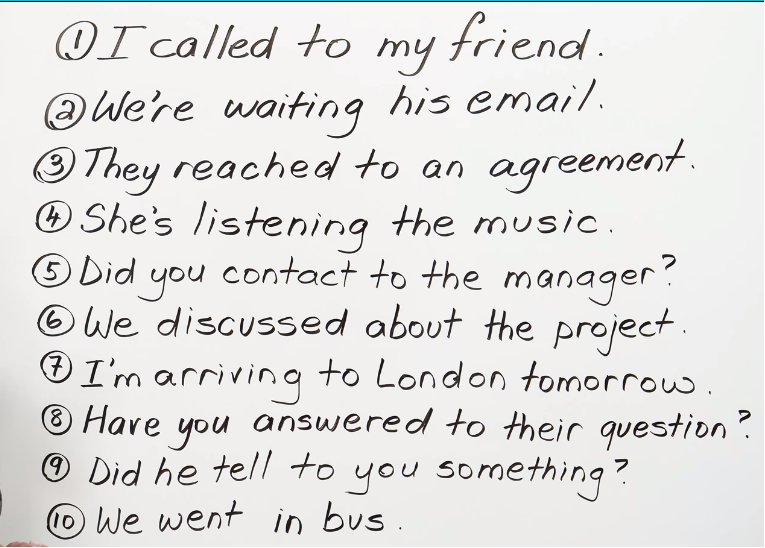 ① I called to my friend.
② We're waiting his email.
③ They reached to an agreement.
④ She's listening the music.
⑤ Did you contact to the manager?
⑥ We discussed about the project.
⑦ I'm arriving to London tomorrow.
⑧ Have you answered to their question?
⑨ Did he tell to you something?
⑩ We went in bus.